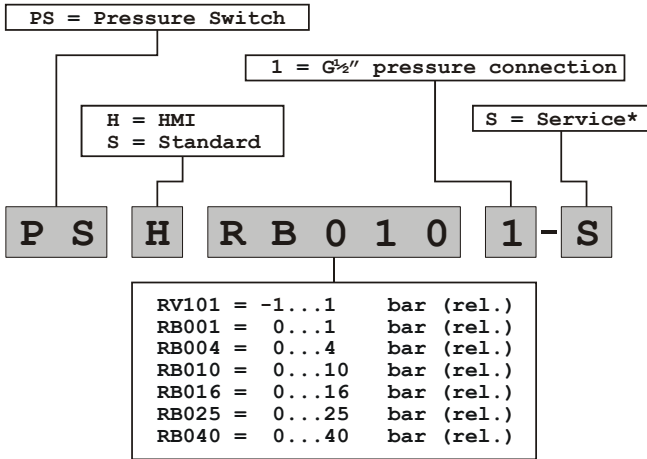 PS = Pressure Switch
1 = G½″ pressure connection
H = HMI
S = Standard
S = Service*
P S H R B 0 1 0 1 - S
RV101 = -1...1 bar (rel.)
RB001 = 0...1 bar (rel.)
RB004 = 0...4 bar (rel.)
RB010 = 0...10 bar (rel.)
RB016 = 0...16 bar (rel.)
RB025 = 0...25 bar (rel.)
RB040 = 0...40 bar (rel.)